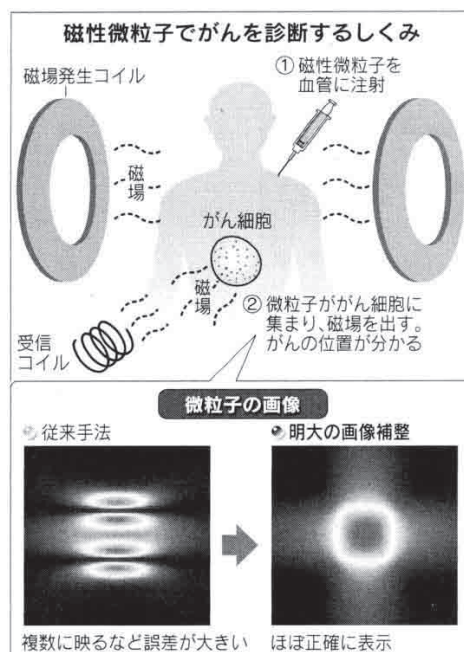 磁性微粒子でがんを診断するしくみ
磁場発生コイル
① 磁性微粒子を
血管に注射
磁場
がん細胞
磁場
② 微粒子ががん細胞に
集まり、磁場を出す。
がんの位置が分かる
受信
コイル
微粒子の画像
従来手法
明大の画像補整
複数に映るなど誤差が大きい
ほぼ正確に表示